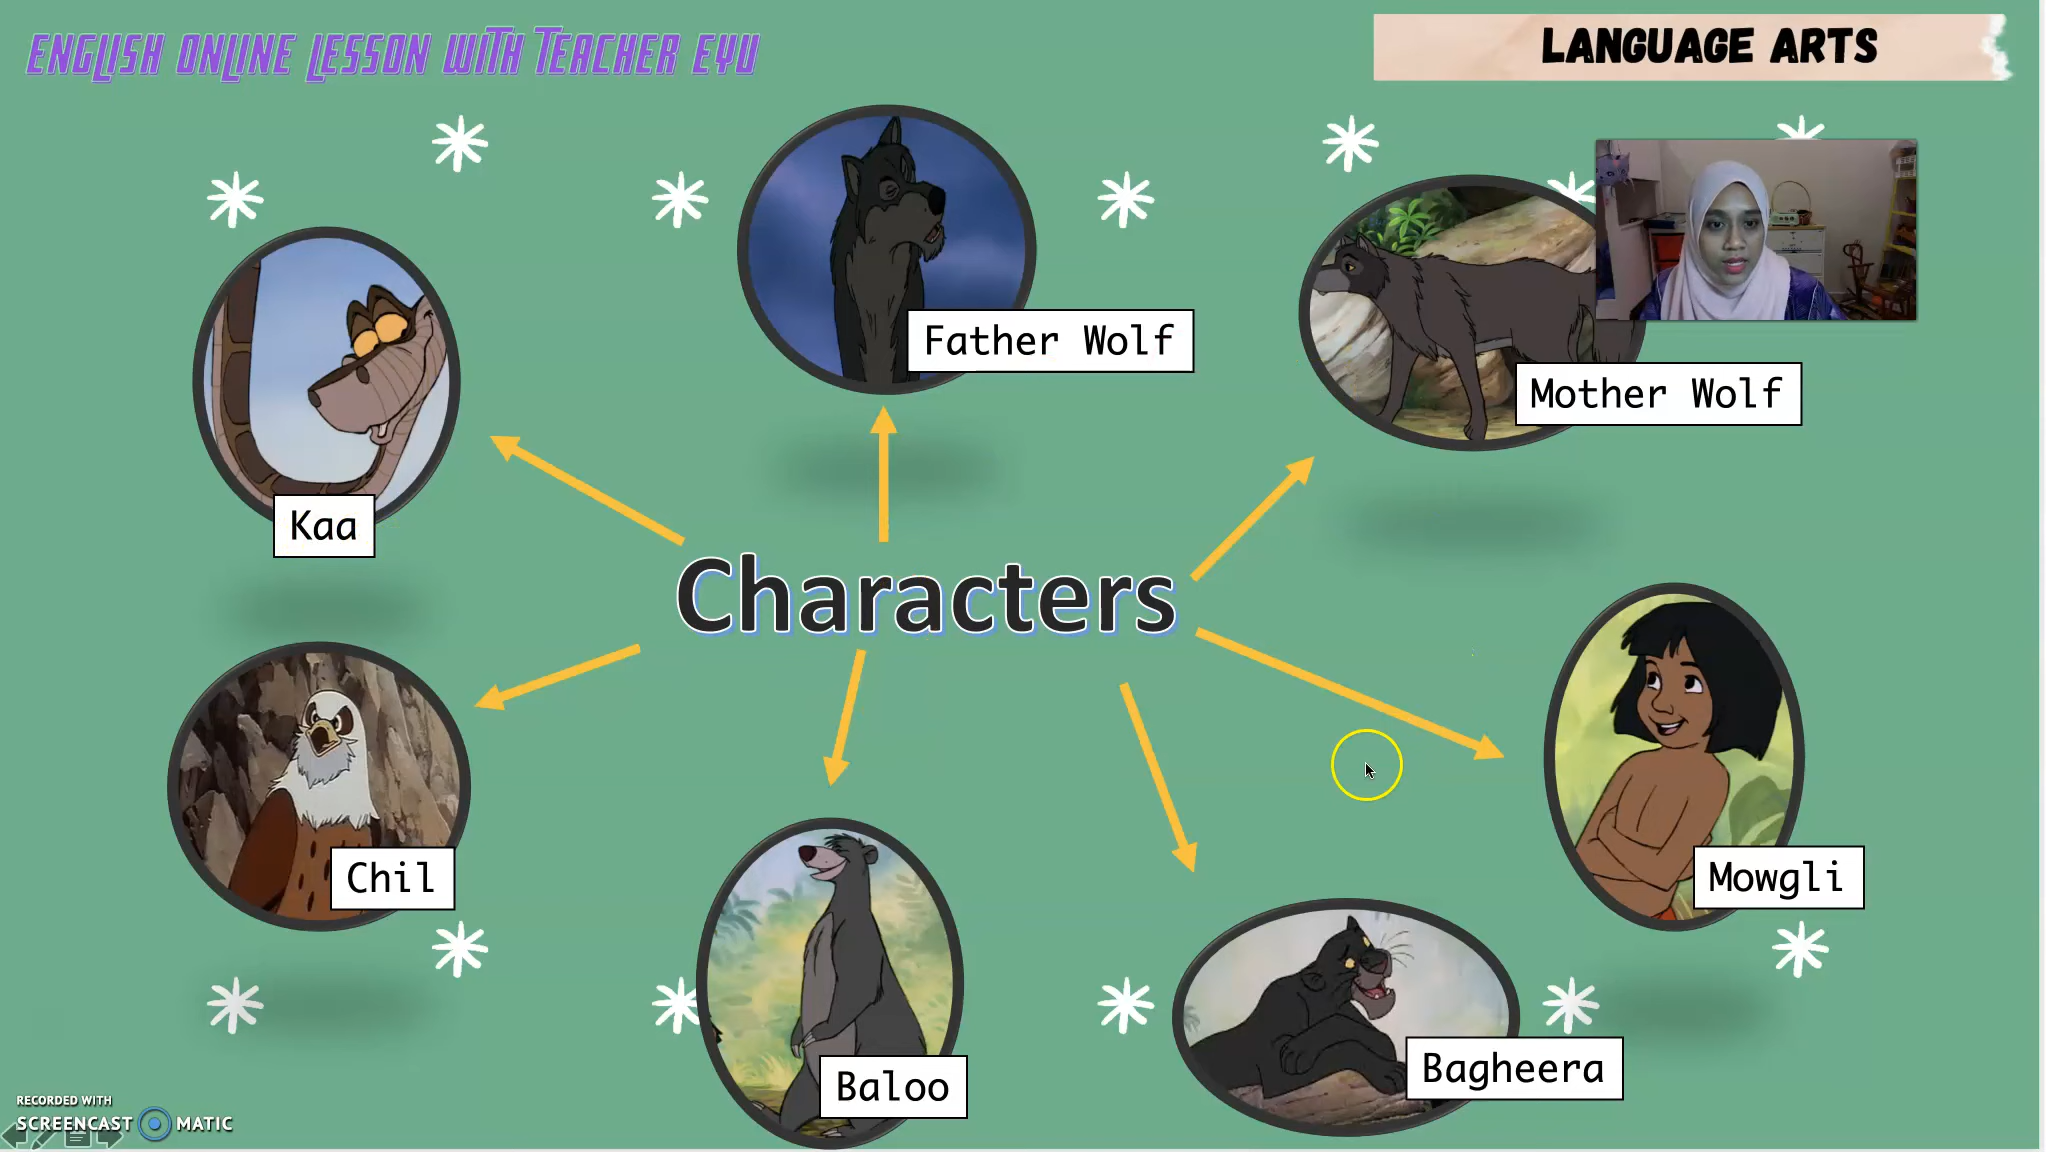 ENGLISH ONLINE LESSON WITH TEACHER EYU
LANGUAGE ARTS
Father Wolf
Mother Wolf
Kaa
Characters
Chil
Mowgli
Baloo
Bagheera
RECORDED WITH
SCREENCAST MATIC